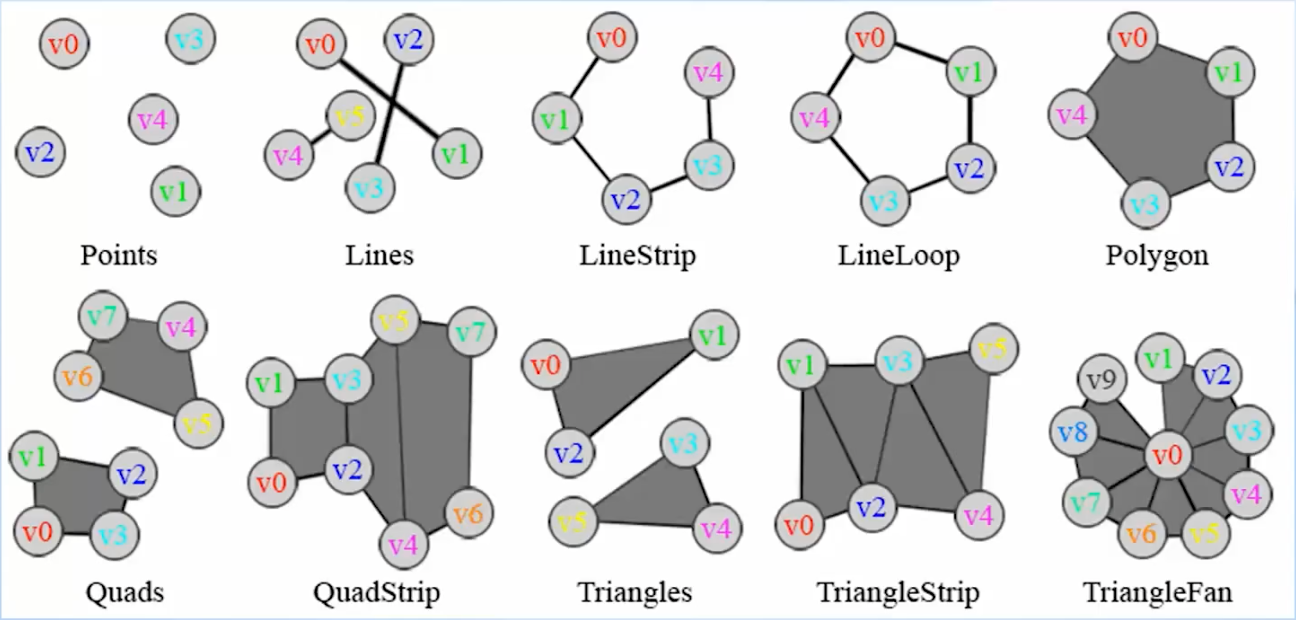 v0 v3 v4 v2 v1
Points
v0 v2 v5 v4 v1 v3
Lines
v0 v4 v1 v3 v2
LineStrip
v0 v1 v4 v2 v3
LineLoop
v0 v1 v4 v2 v3
Polygon
v7 v4 v6 v5 v1 v2 v0 v3
Quads
v5 v7 v1 v3 v0 v2 v6 v4
QuadStrip
v1 v0 v2 v3 v5 v4
Triangles
v1 v3 v5 v0 v2 v4
TriangleStrip
v9 v1 v2 v8 v3 v0 v7 v4 v6 v5
TriangleFan